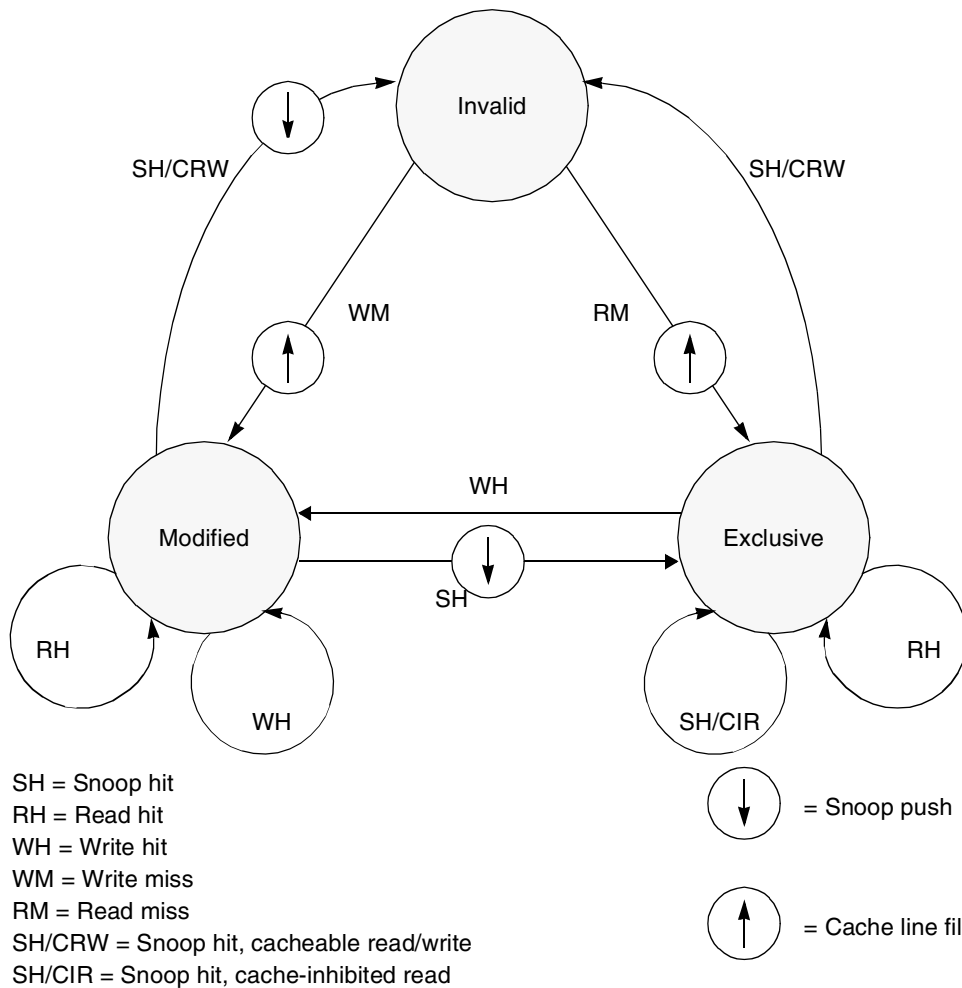 Invalid
SH/CRW
SH/CRW
WM
RM
WH
Modified
Exclusive
SH
RH
RH
WH
SH/CIR
SH = Snoop hit
RH = Read hit
WH = Write hit
WM = Write miss
RM = Read miss
SH/CRW = Snoop hit, cacheable read/write
SH/CIR = Snoop hit, cache-inhibited read
= Snoop push
= Cache line fil